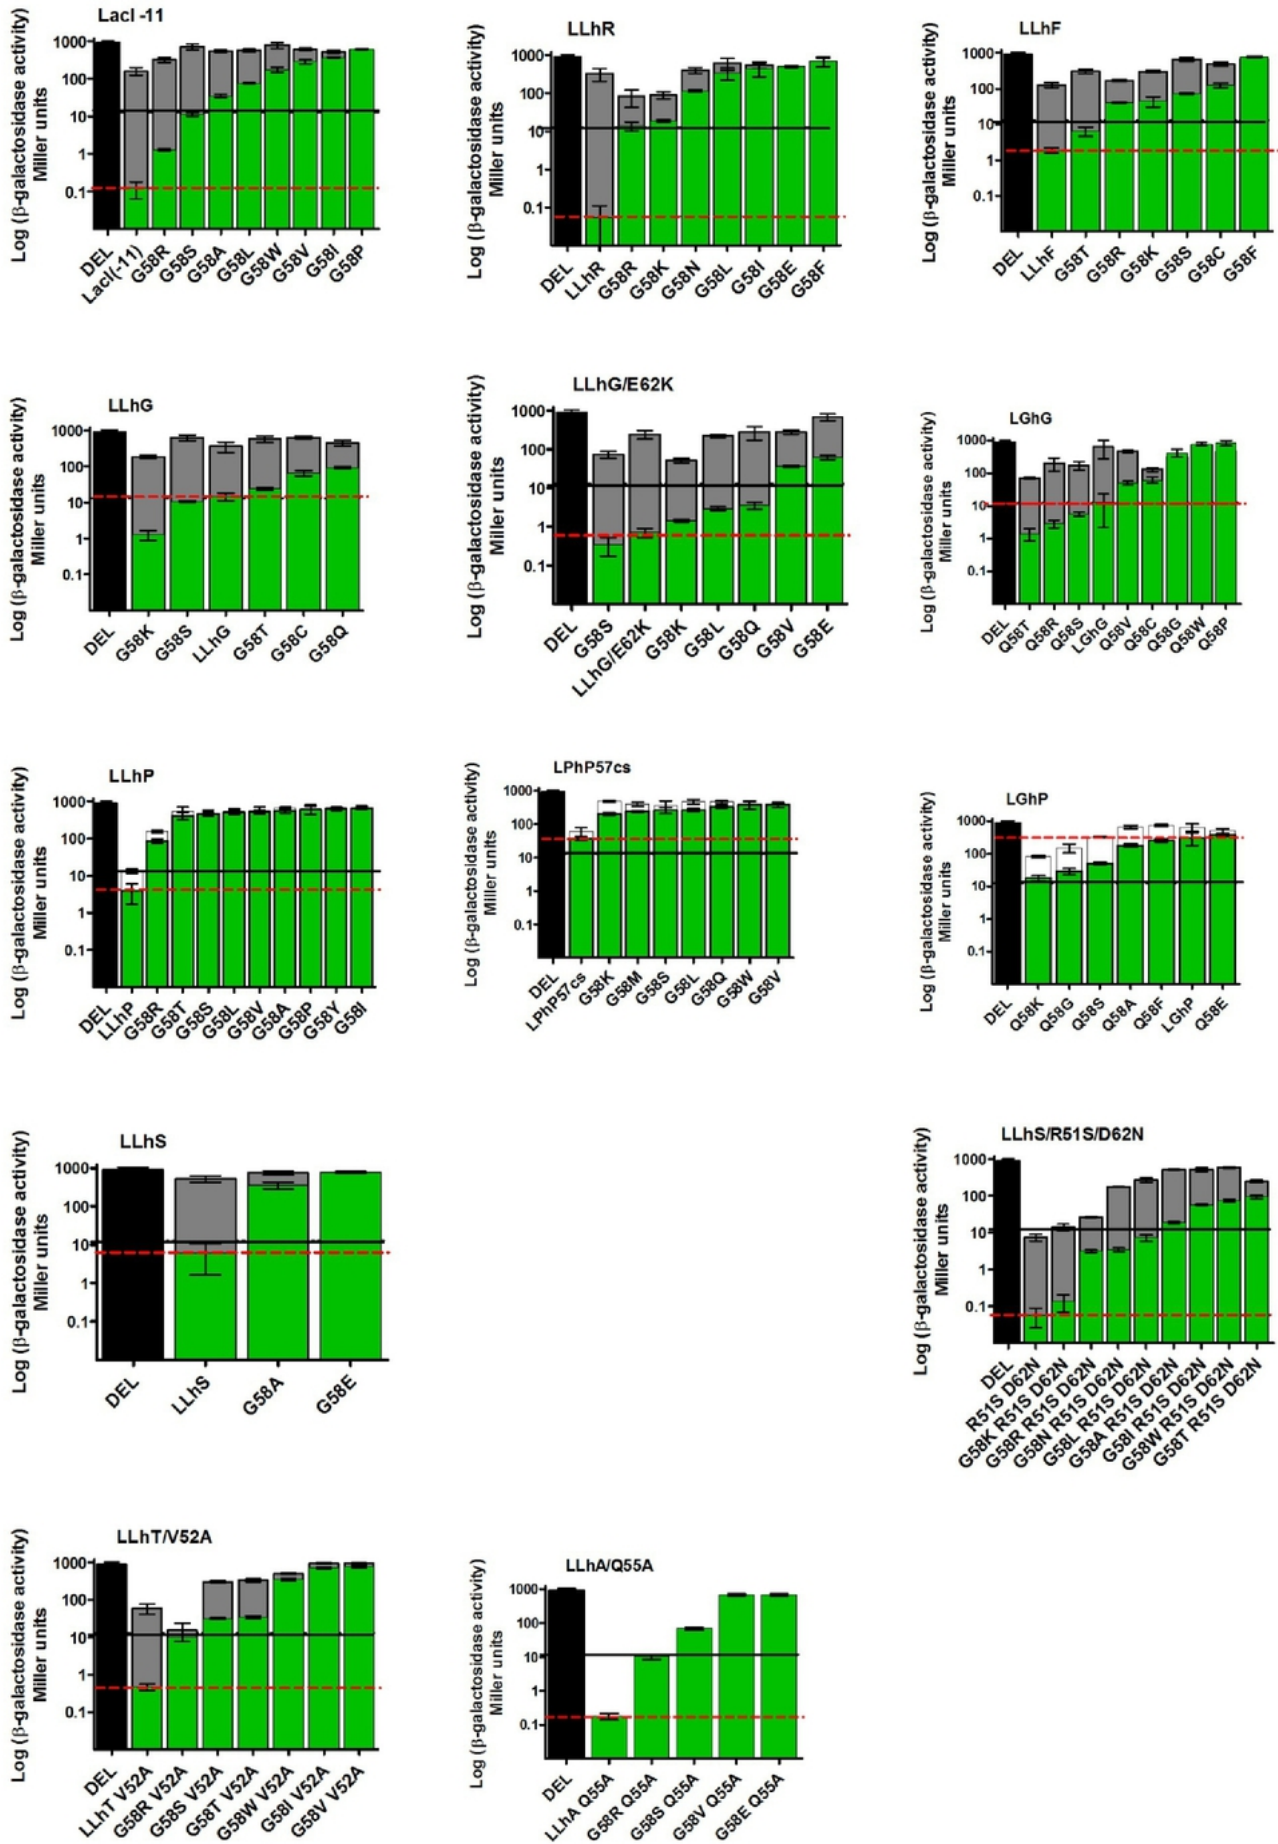 LacI -11
Log (β-galactosidase activity)
Miller units
1000
100
10
1
0.1
DEL
LacI(-11)
G58R
G58S
G58A
G58L
G58W
G58V
G58I
G58P
LLhR
Log (β-galactosidase activity)
Miller units
1000
100
10
1
0.1
DEL
LLhR
G58R
G58K
G58N
G58L
G58I
G58E
G58F
LLhF
Log (β-galactosidase activity)
Miller units
1000
100
10
1
0.1
DEL
LLhF
G58T
G58R
G58K
G58S
G58C
G58F
LLhG
Log (β-galactosidase activity)
Miller units
1000
100
10
1
0.1
DEL
G58K
G58S
LLhG
G58T
G58C
G58Q
LLhG/E62K
Log (β-galactosidase activity)
Miller units
1000
100
10
1
0.1
DEL
G58S
LLhG/E62K
G58K
G58L
G58Q
G58V
G58E
LGhG
Log (β-galactosidase activity)
Miller units
1000
100
10
1
0.1
DEL
Q58T
Q58R
Q58S
LGhG
Q58V
Q58C
Q58G
Q58W
Q58P
LLhP
Log (β-galactosidase activity)
Miller units
1000
100
10
1
0.1
DEL
LLhP
G58R
G58T
G58S
G58L
G58V
G58A
G58P
G58Y
G58I
LPhP57cs
Log (β-galactosidase activity)
Miller units
1000
100
10
1
0.1
DEL
LPhP57cs
G58K
G58M
G58S
G58L
G58Q
G58W
G58V
LGhP
Log (β-galactosidase activity)
Miller units
1000
100
10
1
0.1
DEL
Q58K
Q58G
Q58S
Q58A
Q58F
LGhP
Q58E
LLhS
Log (β-galactosidase activity)
Miller units
1000
100
10
1
0.1
DEL
LLhS
G58A
G58E
LLhS/R51S/D62N
Log (β-galactosidase activity)
Miller units
1000
100
10
1
0.1
DEL
R51S D62N
G58K R51S D62N
G58R R51S D62N
G58N R51S D62N
G58L R51S D62N
G58A R51S D62N
G58I R51S D62N
G58W R51S D62N
G58T R51S D62N
LLhT/V52A
Log (β-galactosidase activity)
Miller units
1000
100
10
1
0.1
DEL
LLhT V52A
G58R V52A
G58S V52A
G58T V52A
G58W V52A
G58I V52A
G58V V52A
LLhA/Q55A
Log (β-galactosidase activity)
Miller units
1000
100
10
1
0.1
DEL
LLhA Q55A
G58R Q55A
G58S Q55A
G58V Q55A
G58E Q55A